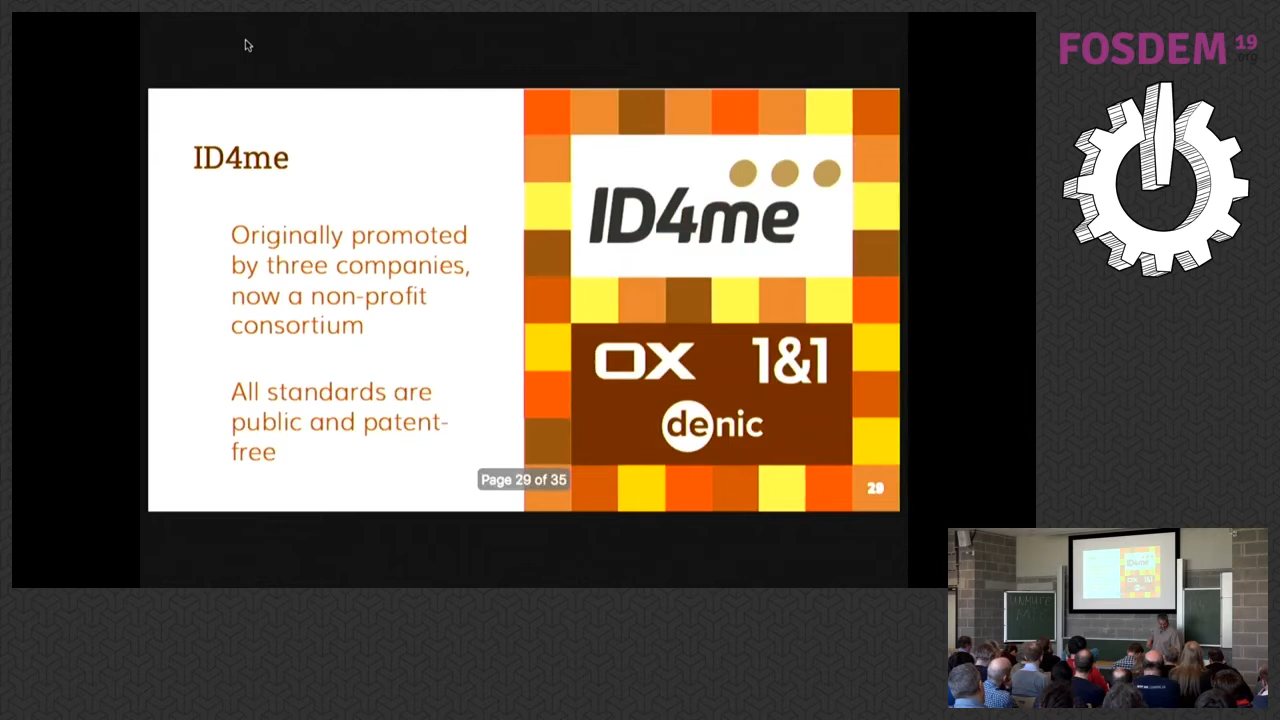 FOSDEM 19
.org
ID4me
Originally promoted
by three companies,
now a non-profit
consortium
All standards are
public and patent-
free
ID4me
OX 1&1
denic
Page 29 of 35
29